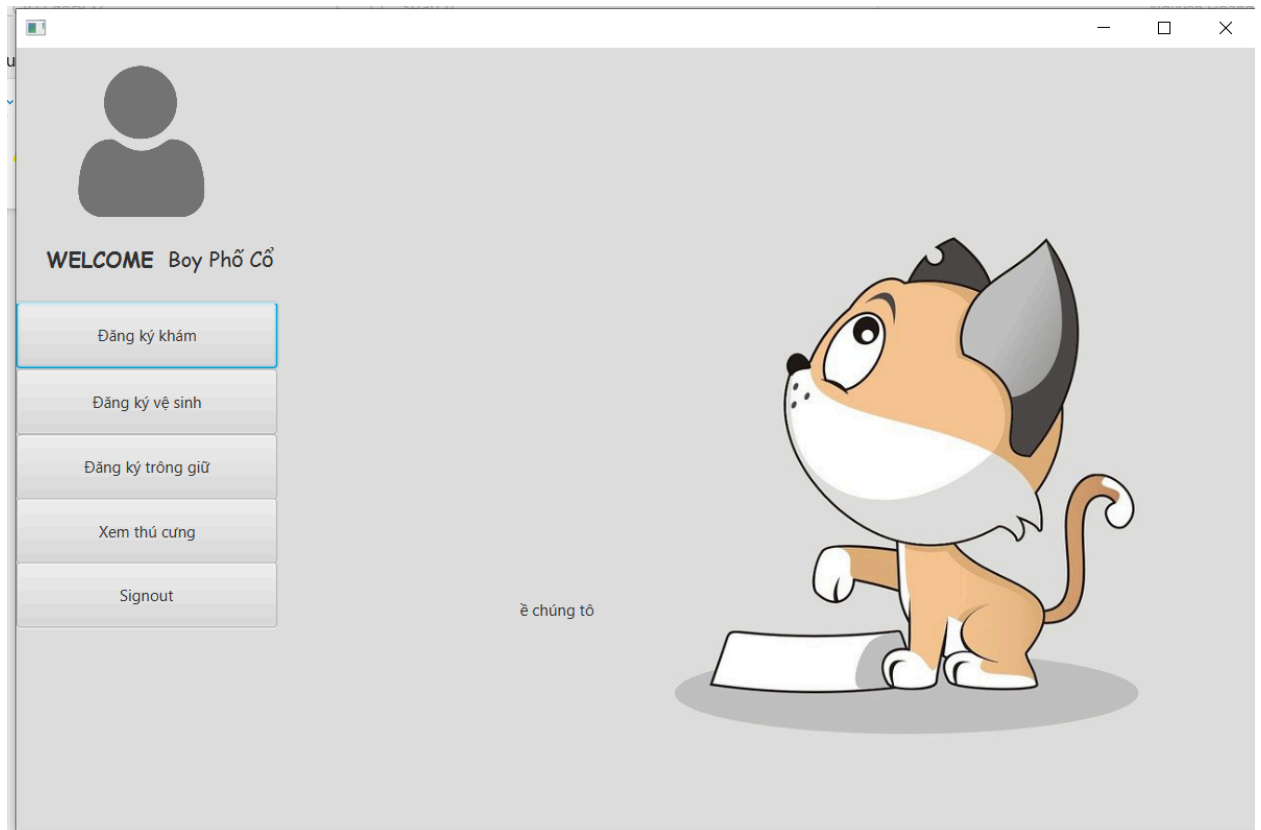 WELCOME Boy Phố Cổ
Đăng ký khám
Đăng ký vệ sinh
Đăng ký trông giữ
Xem thú cưng
Signout
ề chúng tô